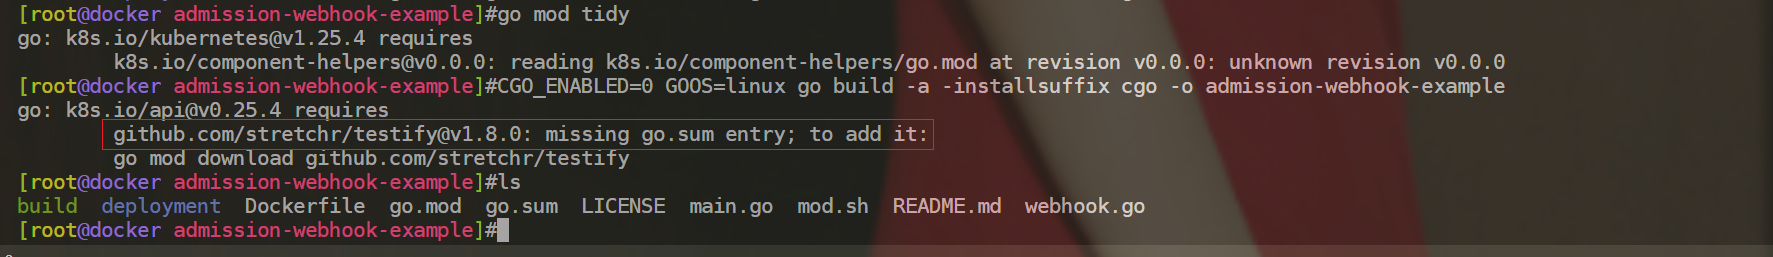 [root@docker admission-webhook-example]#go mod tidy
go: k8s.io/kubernetes@v1.25.4 requires
        k8s.io/component-helpers@v0.0.0: reading k8s.io/component-helpers/go.mod at revision v0.0.0: unknown revision v0.0.0
[root@docker admission-webhook-example]#CGO_ENABLED=0 GOOS=linux go build -a -installsuffix cgo -o admission-webhook-example
go: k8s.io/api@v0.25.4 requires
        github.com/stretchr/testify@v1.8.0: missing go.sum entry; to add it:
        go mod download github.com/stretchr/testify
[root@docker admission-webhook-example]#ls
build  deployment  Dockerfile  go.mod  go.sum  LICENSE  main.go  mod.sh  README.md  webhook.go
[root@docker admission-webhook-example]#